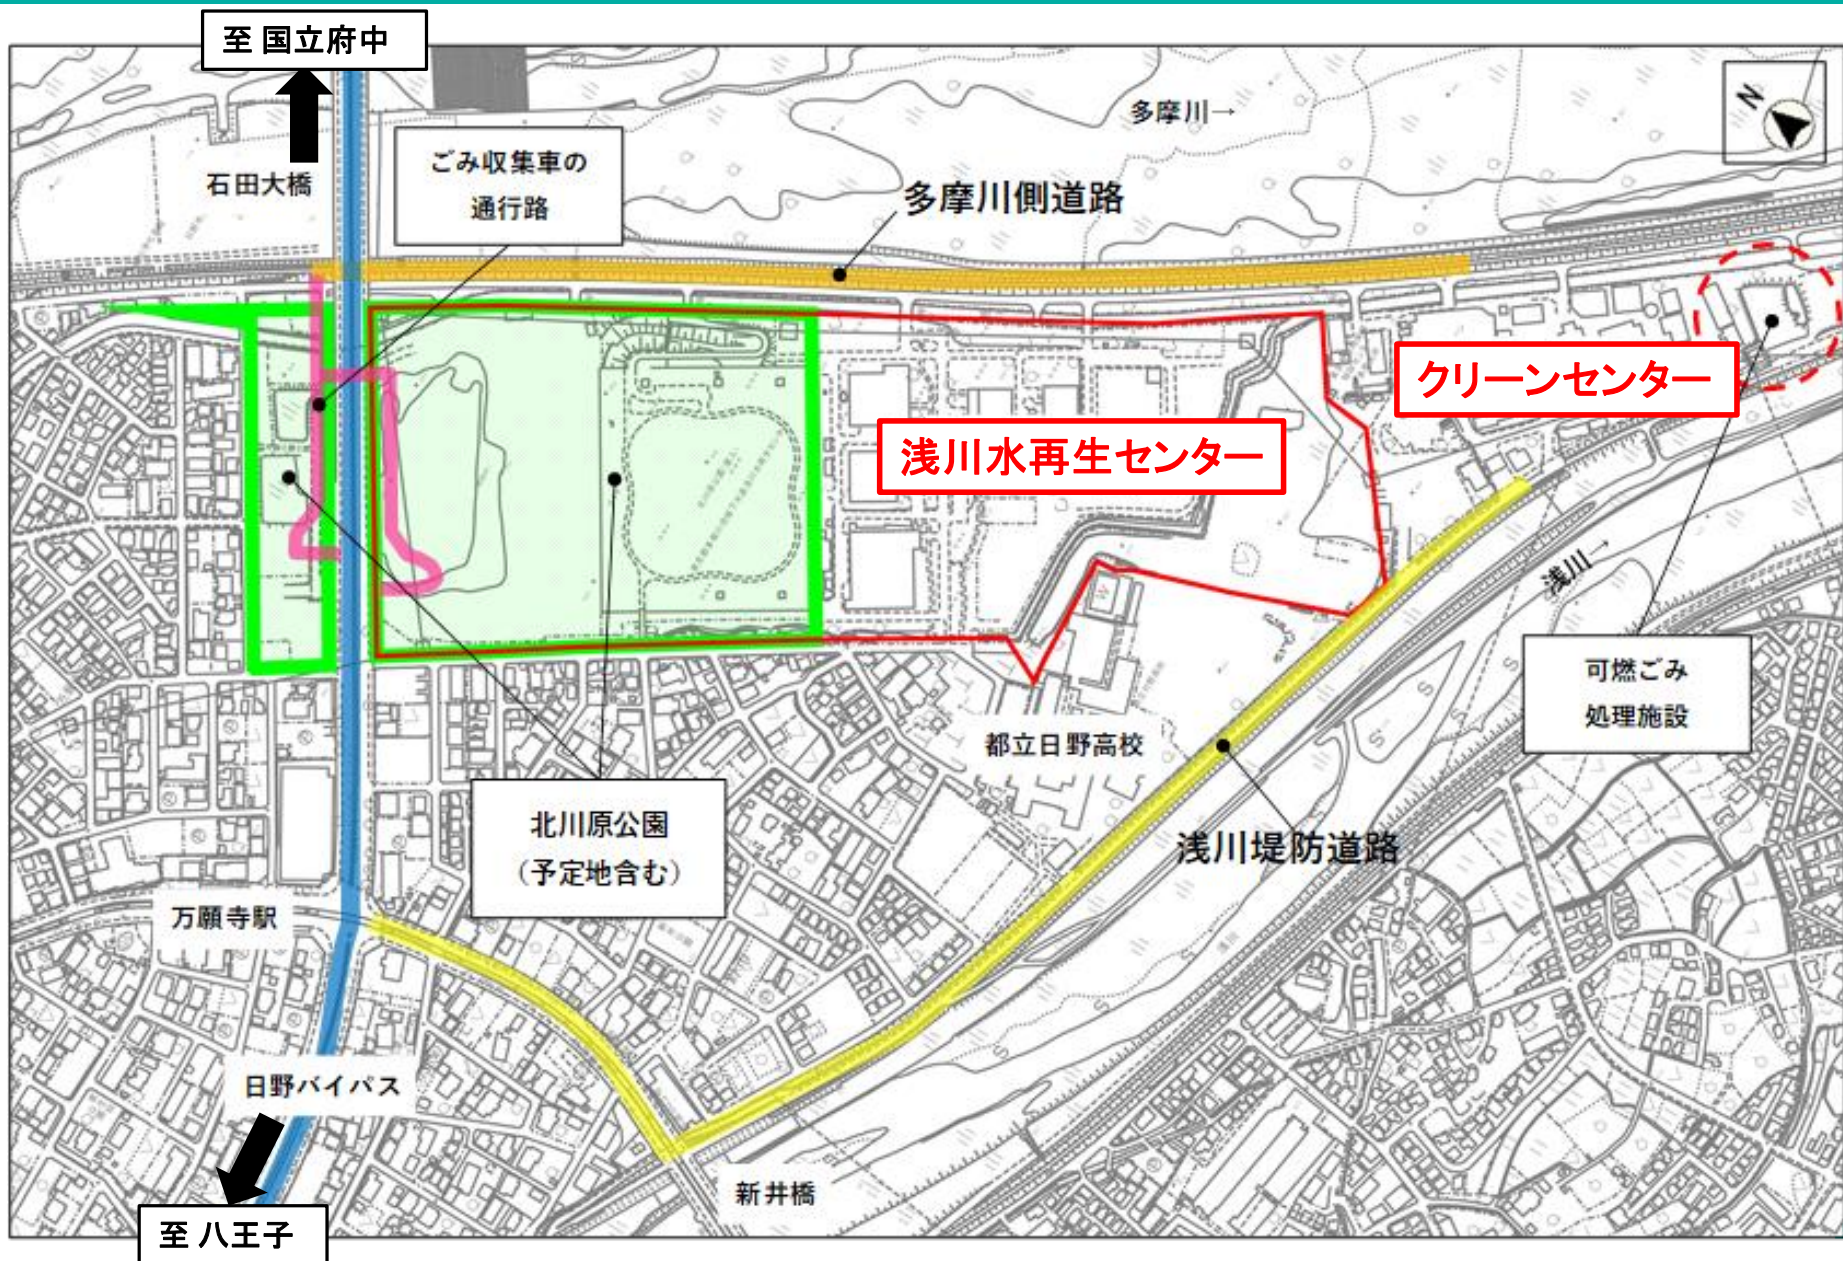 至 国立府中
N
多摩川→
石田大橋
ごみ収集車の
通行路
多摩川側道路
クリーンセンター
浅川水再生センター
浅川→
可燃ごみ
処理施設
都立日野高校
北川原公園
（予定地含む）
浅川堤防道路
万願寺駅
日野バイパス
新井橋
至 八王子